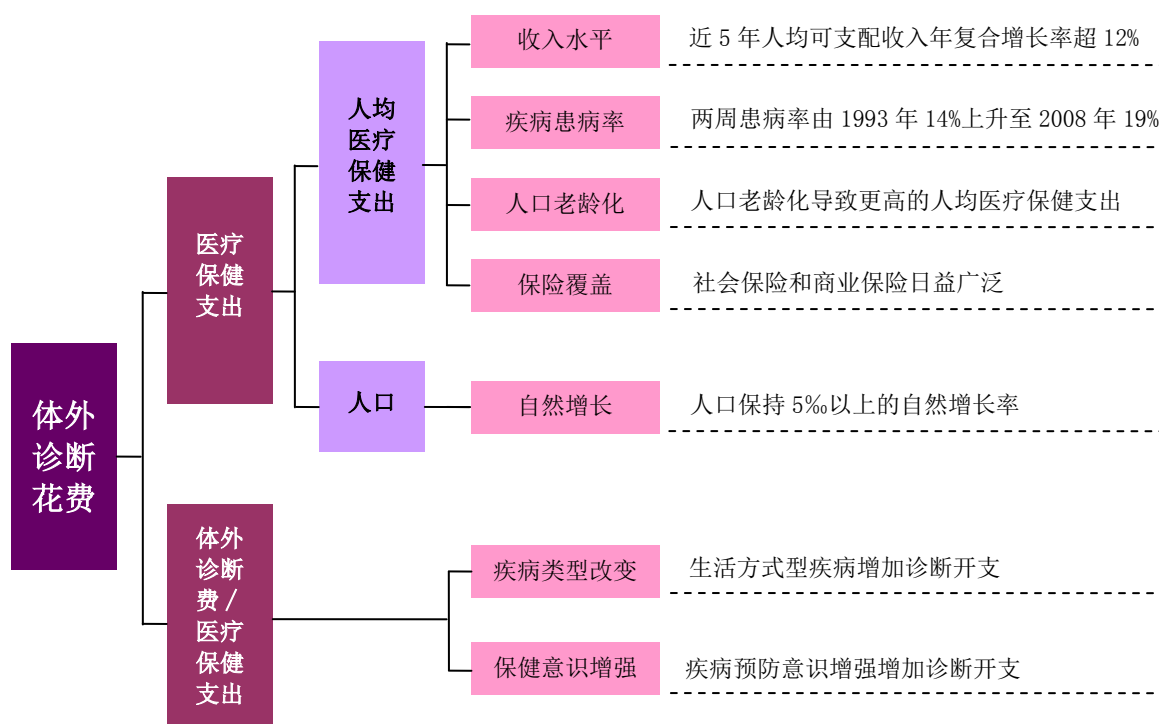 体外
诊断
花费
医疗
保健
支出
人均
医疗
保健
支出
收入水平
近 5 年人均可支配收入年复合增长率超 12%
疾病患病率
两周患病率由 1993 年 14%上升至 2008 年 19%
人口老龄化
人口老龄化导致更高的人均医疗保健支出
保险覆盖
社会保险和商业保险日益广泛
人口
自然增长
人口保持 5‰以上的自然增长率
体外
诊断
费/
医疗
保健
支出
疾病类型改变
生活方式型疾病增加诊断开支
保健意识增强
疾病预防意识增强增加诊断开支